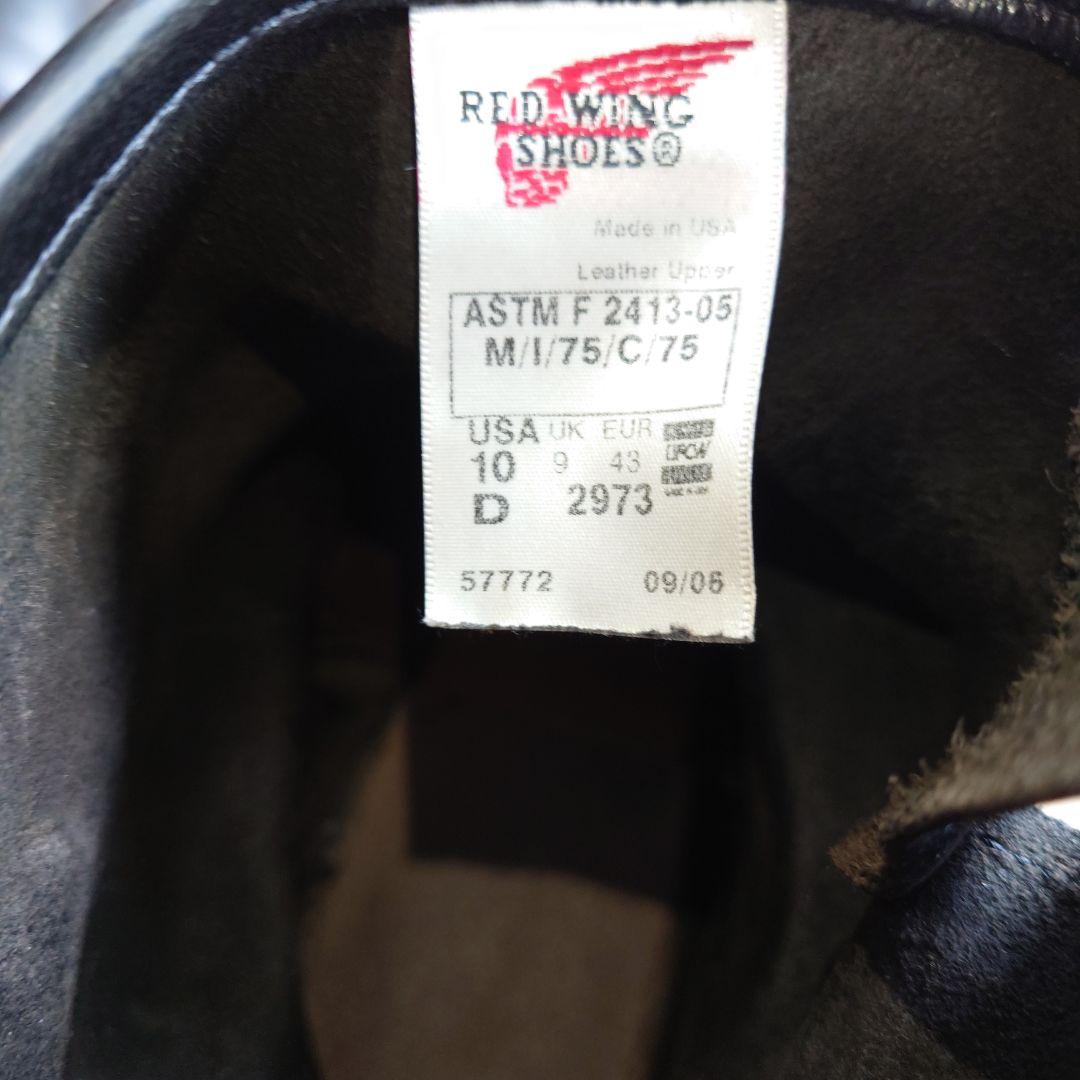 RED WING
SHOES®
Made in USA
Leather Upper
ASTM F 2413-05
M/I/75/C/75
USA UK EUR
10 9 43
D 2973
57772 09/06